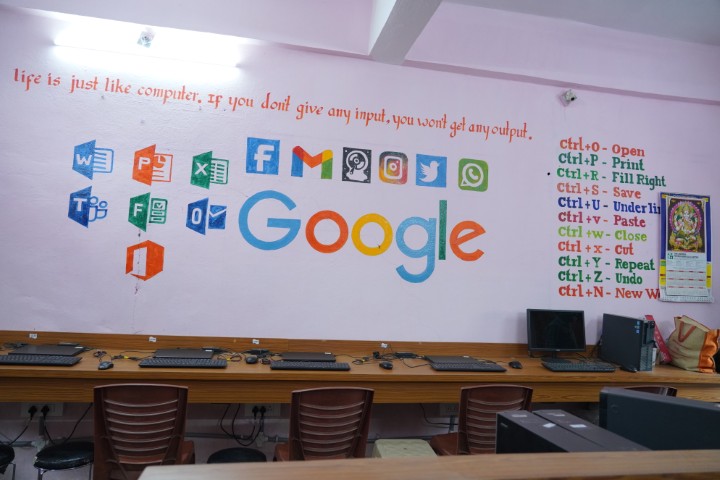 life is just like computer. If you don't give any input, you won't get any output.
Google
ctrl+O - Open
ctrl+P - Print
ctrl+R - Fill Right
ctrl+S - Save
ctrl+U - Underlin
ctrl+v - Paste
ctrl+w - Close
ctrl+x - Cut
ctrl+Y - Repeat
ctrl+Z - Undo
ctrl+N - New W